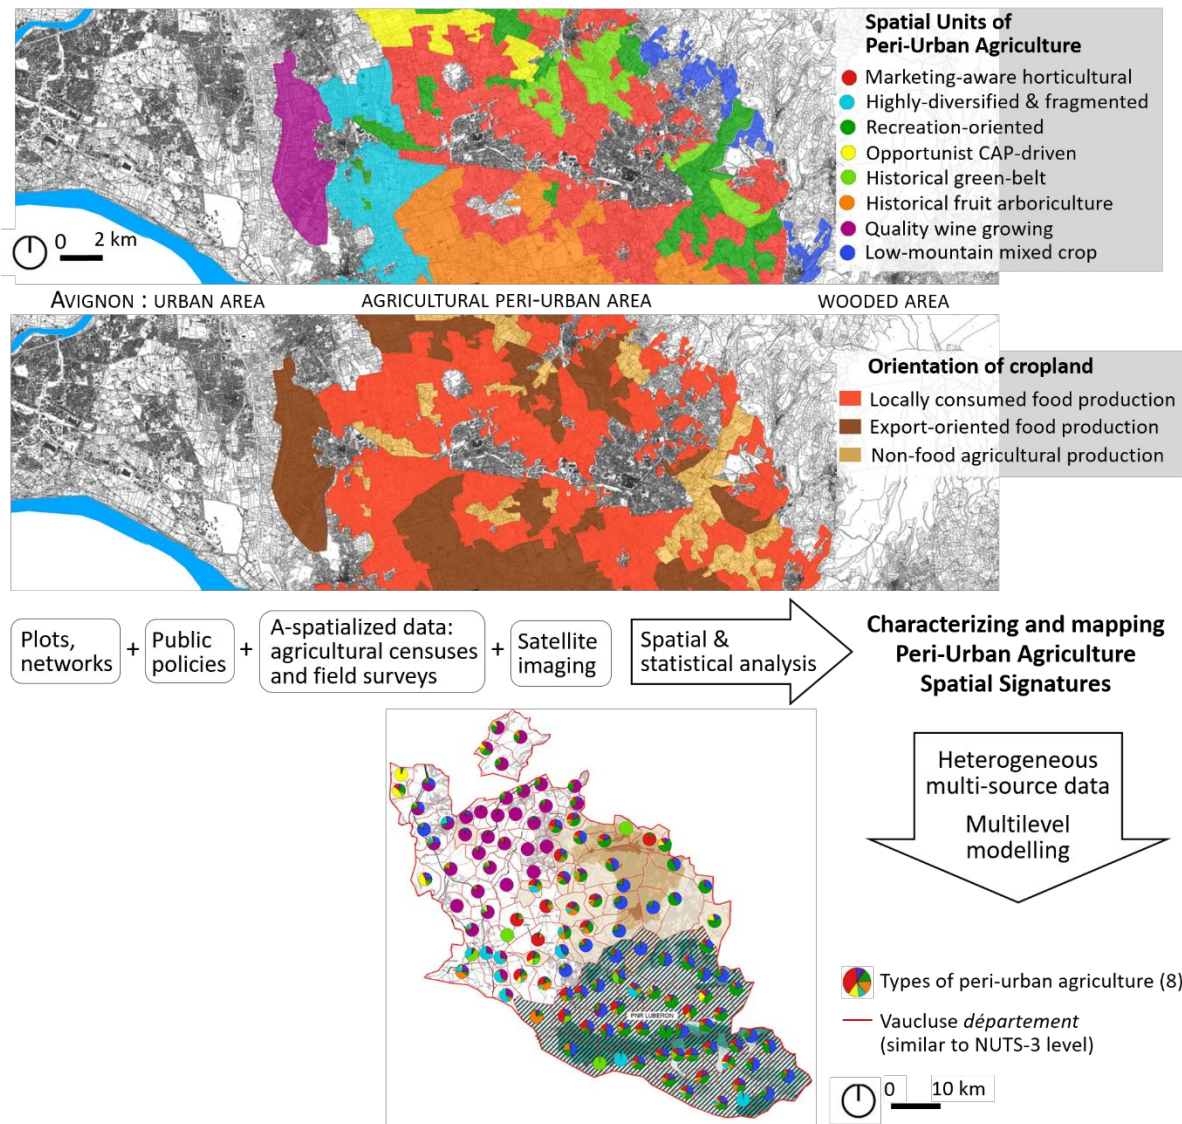 Spatial Units of
Peri-Urban Agriculture
Marketing-aware horticultural
Highly-diversified & fragmented
Recreation-oriented
Opportunist CAP-driven
Historical green-belt
Historical fruit arboriculture
Quality wine growing
Low-mountain mixed crop
0 2 km
AVIGNON : URBAN AREA
AGRICULTURAL PERI-URBAN AREA
WOODED AREA
Orientation of cropland
Locally consumed food production
Export-oriented food production
Non-food agricultural production
Plots,
networks
+
Public
policies
+
A-spatialized data:
agricultural censuses
and field surveys
+
Satellite
imaging
Spatial &
statistical analysis
Characterizing and mapping
Peri-Urban Agriculture
Spatial Signatures
Heterogeneous
multi-source data
Multilevel
modelling
PNR LUBERON
Types of peri-urban agriculture (8)
Vaucluse département
(similar to NUTS-3 level)
0 10 km